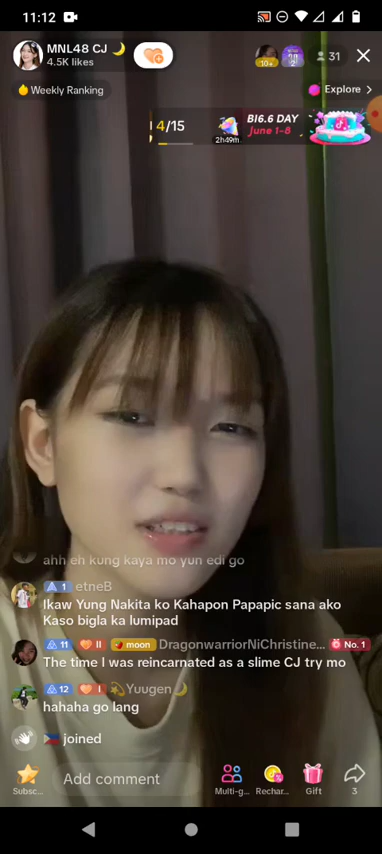 11:12
MNL48 CJ 🌙
4.5K likes
10+
31
Weekly Ranking
Explore >
4/15
2h49m
BI6.6 DAY
June 1-8
ahh eh kung kaya mo yun edi go
1 etneB
Ikaw Yung Nakita ko Kahapon Papapic sana ako
Kaso bigla ka lumipad
11 II moon DragonwarriorNiChristine... No. 1
The time I was reincarnated as a slime CJ try mo
12 I 💫Yuugen🌙
hahaha go lang
🇵🇭 joined
Add comment
Subsc...
Multi-g...
Rechar...
Gift
3